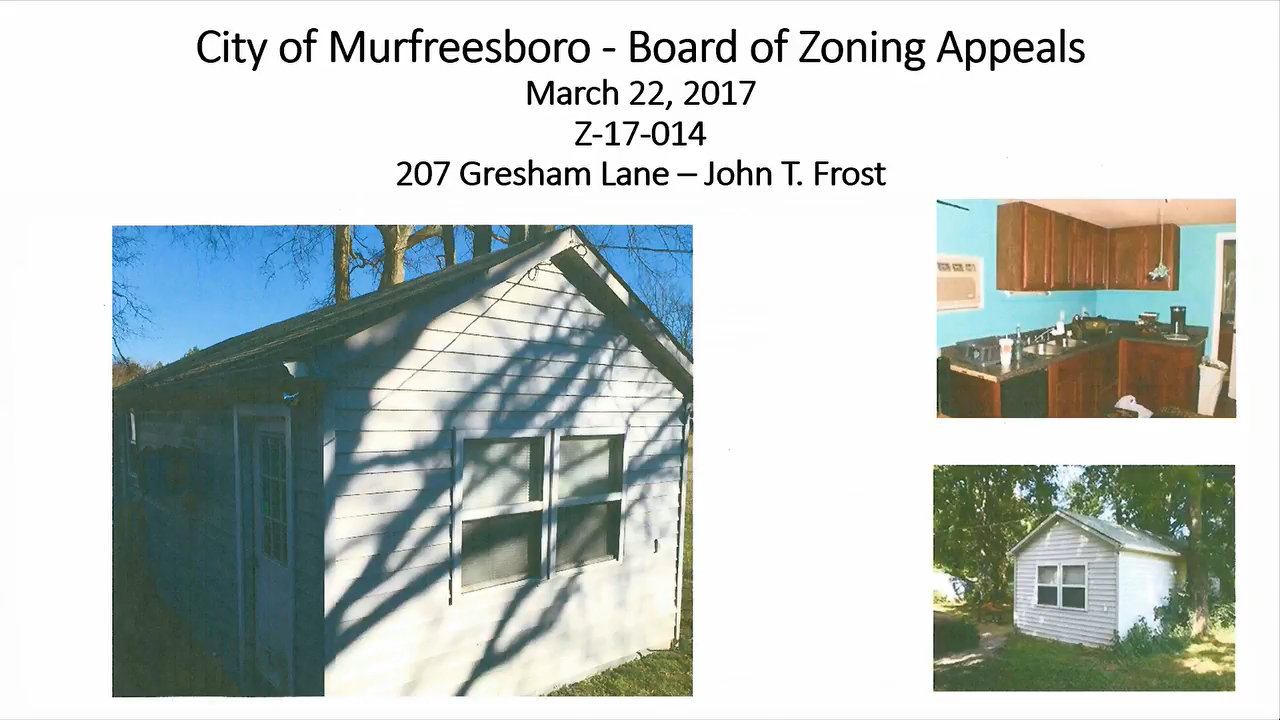 City of Murfreesboro - Board of Zoning Appeals
March 22, 2017
Z-17-014
207 Gresham Lane – John T. Frost